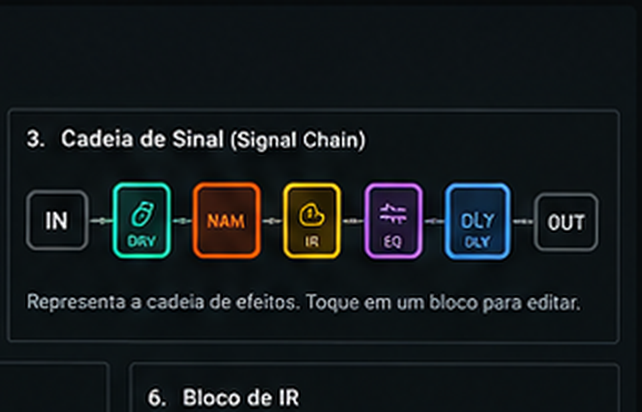 3. Cadeia de Sinal (Signal Chain)
IN
DRV
NAM
IR
EQ
DLY
DLY
OUT
Representa a cadeia de efeitos. Toque em um bloco para editar.
6. Bloco de IR